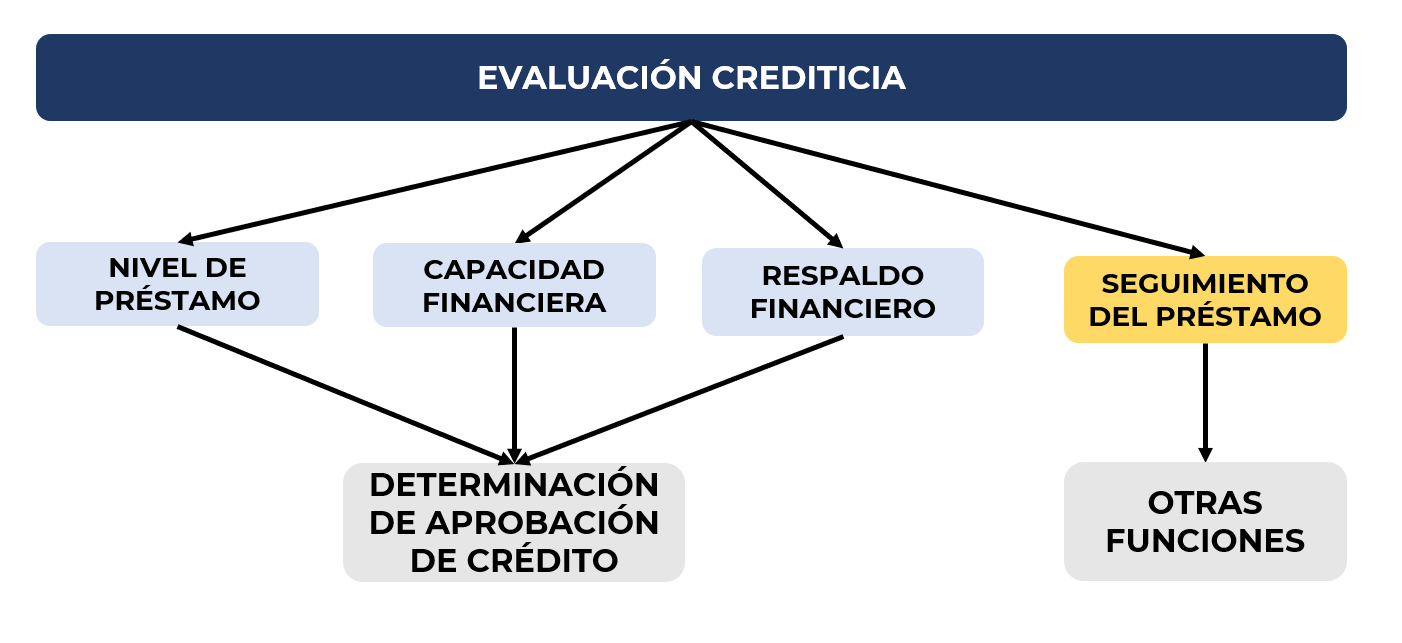 EVALUACIÓN CREDITICIA
NIVEL DE
PRÉSTAMO
CAPACIDAD
FINANCIERA
RESPALDO
FINANCIERO
SEGUIMIENTO
DEL PRÉSTAMO
DETERMINACIÓN
DE APROBACIÓN
DE CRÉDITO
OTRAS
FUNCIONES